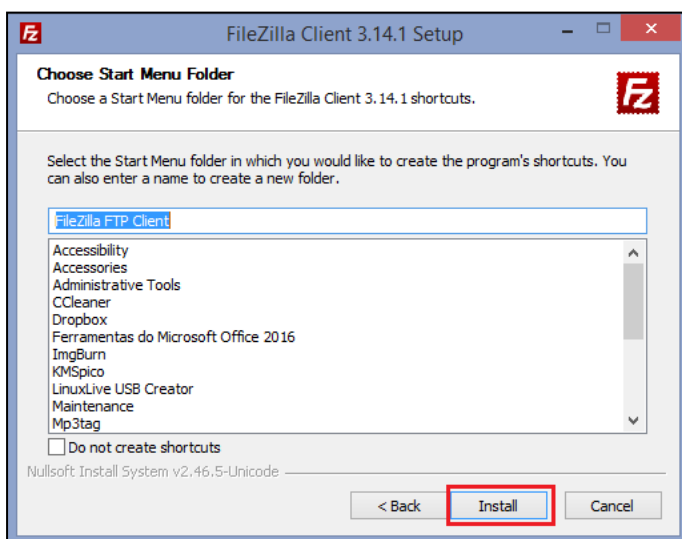 FileZilla Client 3.14.1 Setup
Choose Start Menu Folder
Choose a Start Menu folder for the FileZilla Client 3.14.1 shortcuts.
Select the Start Menu folder in which you would like to create the program's shortcuts. You
can also enter a name to create a new folder.
FileZilla FTP Client
Accessibility
Accessories
Administrative Tools
CCleaner
Dropbox
Ferramentas do Microsoft Office 2016
ImgBurn
KMSpico
LinuxLive USB Creator
Maintenance
Mp3tag
Do not create shortcuts
Nullsoft Install System v2.46.5-Unicode
< Back Install Cancel